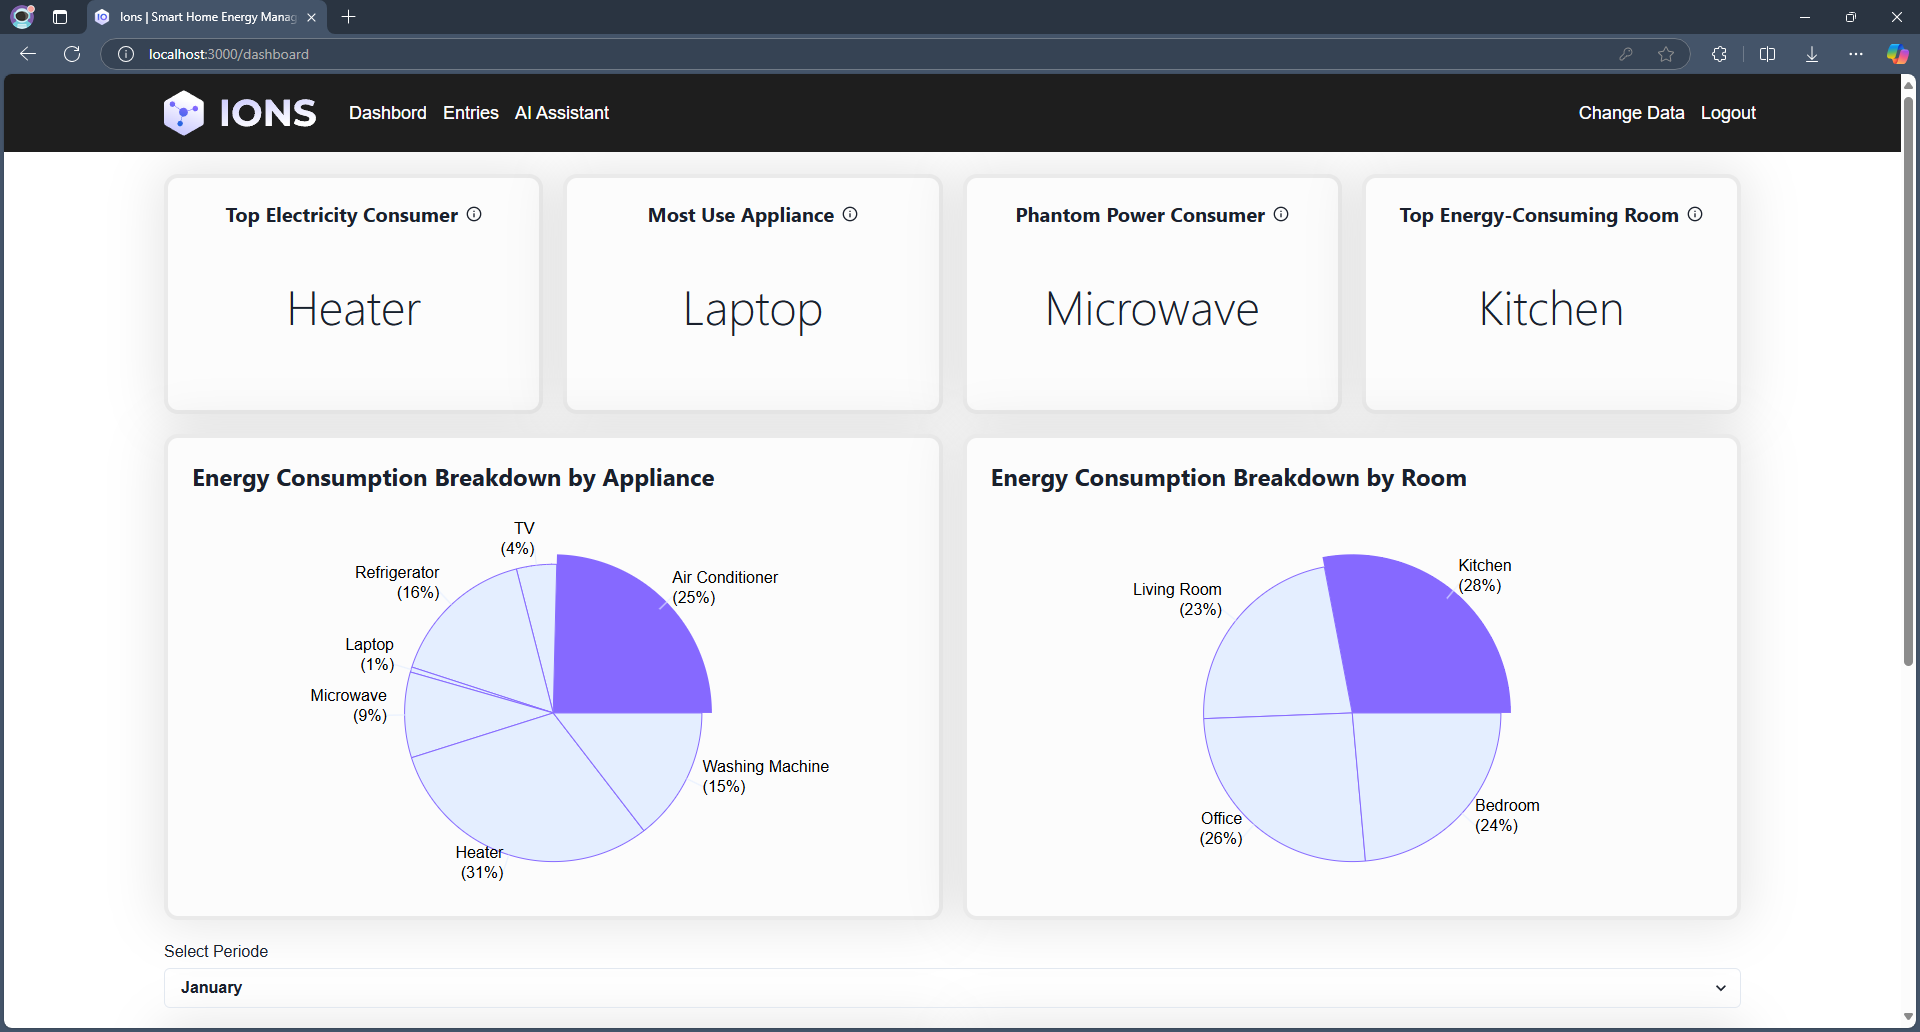 Ions | Smart Home Energy Manag
localhost:3000/dashboard
IONS Dashbord Entries AI Assistant Change Data Logout
Top Electricity Consumer
Heater
Most Use Appliance
Laptop
Phantom Power Consumer
Microwave
Top Energy-Consuming Room
Kitchen
Energy Consumption Breakdown by Appliance
TV
(4%)
Refrigerator
(16%)
Air Conditioner
(25%)
Laptop
(1%)
Microwave
(9%)
Washing Machine
(15%)
Heater
(31%)
Energy Consumption Breakdown by Room
Kitchen
(28%)
Living Room
(23%)
Office
(26%)
Bedroom
(24%)
Select Periode
January